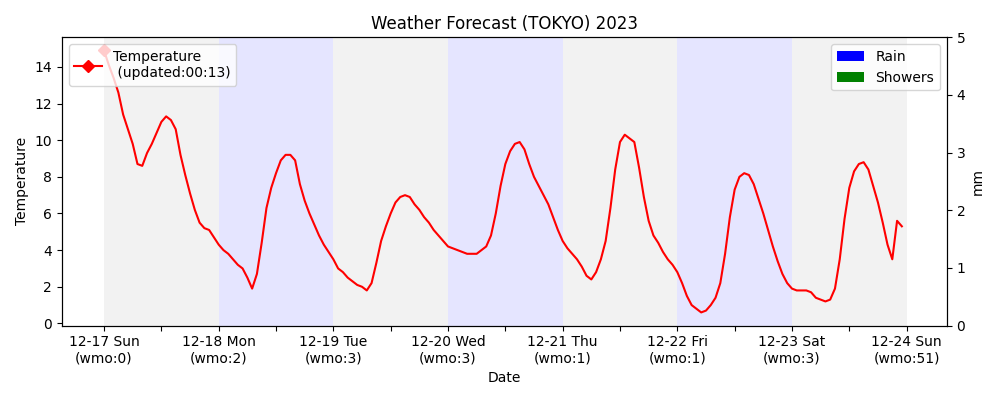 Weather Forecast (TOKYO) 2023
Temperature
(updated:00:13)
Rain
Showers
Temperature
14
12
10
8
6
4
2
0
5
4
3
2
1
0
mm
12-17 Sun
(wmo:0)
12-18 Mon
(wmo:2)
12-19 Tue
(wmo:3)
12-20 Wed
(wmo:3)
12-21 Thu
(wmo:1)
12-22 Fri
(wmo:1)
12-23 Sat
(wmo:3)
12-24 Sun
(wmo:51)
Date